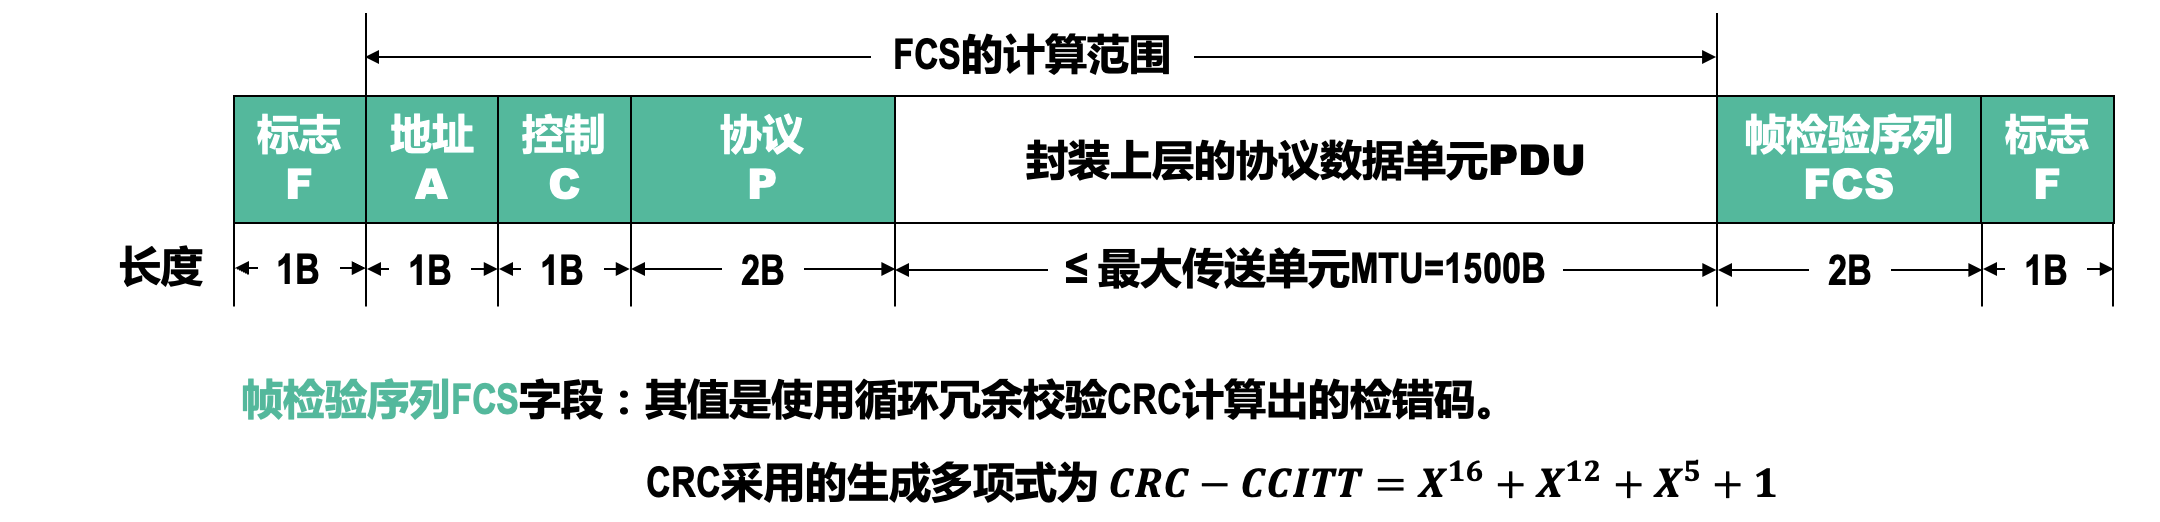 FCS的计算范围
标志 地址 控制 协议 封装上层的协议数据单元PDU 帧检验序列 标志
F A C P FCS F
长度 1B 1B 1B 2B ≤ 最大传送单元MTU=1500B 2B 1B
帧检验序列FCS字段：其值是使用循环冗余校验CRC计算出的检错码。
CRC采用的生成多项式为 CRC − CCITT = X¹⁶ + X¹² + X⁵ + 1